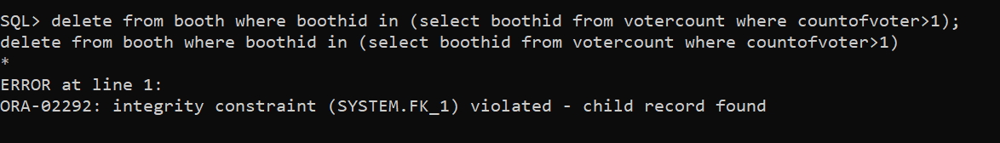 SQL> delete from booth where boothid in (select boothid from votercount where countofvoter>1);
delete from booth where boothid in (select boothid from votercount where countofvoter>1)
*
ERROR at line 1:
ORA-02292: integrity constraint (SYSTEM.FK_1) violated - child record found